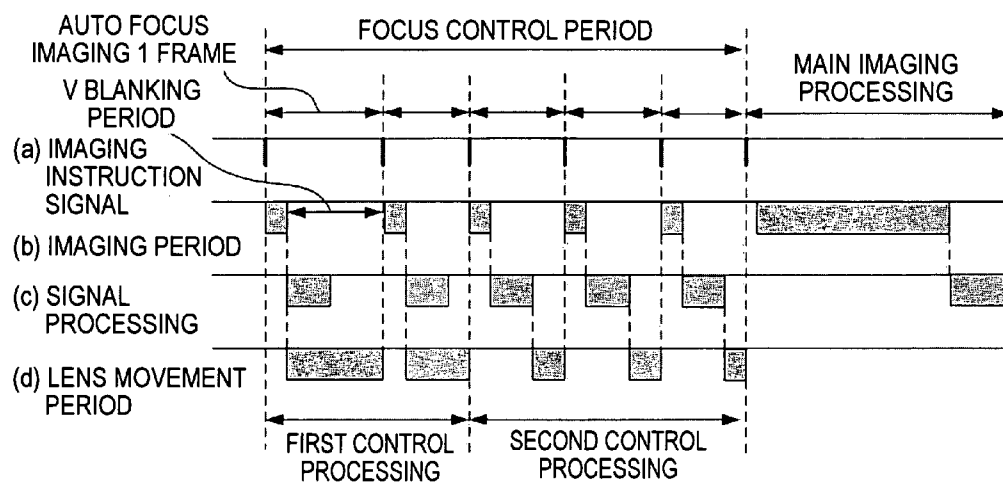 AUTO FOCUS
IMAGING 1 FRAME
FOCUS CONTROL PERIOD
MAIN IMAGING
PROCESSING
V BLANKING
PERIOD
(a) IMAGING
INSTRUCTION
SIGNAL
(b) IMAGING PERIOD
(c) SIGNAL
PROCESSING
(d) LENS MOVEMENT
PERIOD
FIRST CONTROL
PROCESSING
SECOND CONTROL
PROCESSING